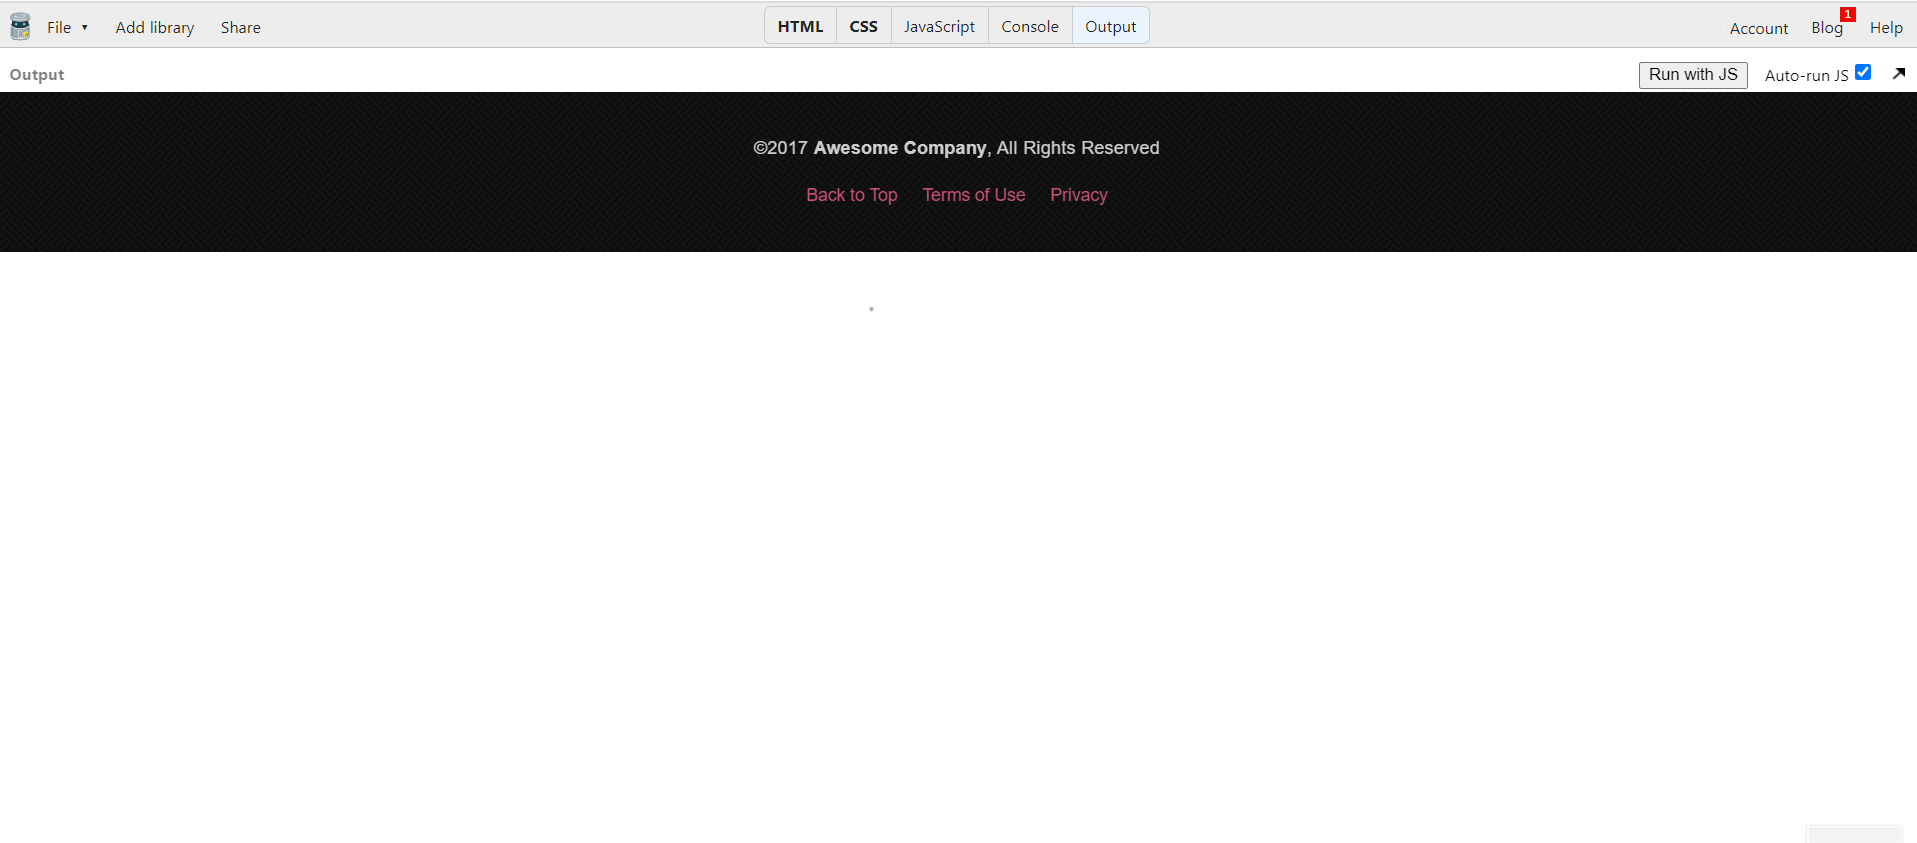 File ▾ Add library Share HTML CSS JavaScript Console Output Account Blog 1 Help
Output Run with JS Auto-run JS
©2017 Awesome Company, All Rights Reserved
Back to Top Terms of Use Privacy